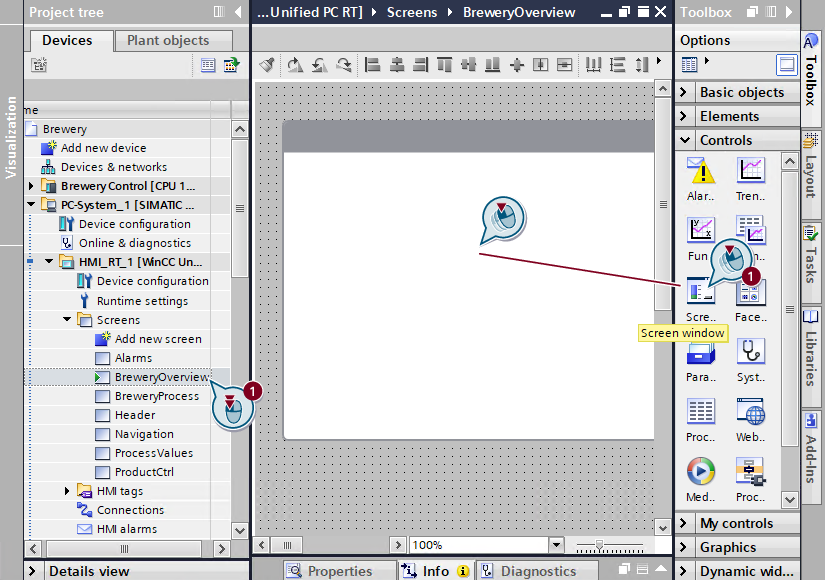 Project tree
...Unified PC RT]
Screens
BreweryOverview
Toolbox
Devices
Plant objects
Options
Visualization
me
Brewery
Add new device
Devices & networks
Brewery Control [CPU 1...
PC-System_1 [SIMATIC ...
Device configuration
Online & diagnostics
HMI_RT_1 [WinCC Un...
Device configuration
Runtime settings
Screens
Add new screen
Alarms
BreweryOverview
BreweryProcess
Header
Navigation
ProcessValues
ProductCtrl
HMI tags
Connections
HMI alarms
Details view
1
100%
Properties
Info
Diagnostics
Basic objects
Elements
Controls
Alar..
Tren..
Fun
n..
1
Scre..
Face..
Screen window
Para..
Syst..
Proc..
Web..
Med..
Proc..
My controls
Graphics
Dynamic wid...
Toolbox
Layout
Tasks
Libraries
Add-Ins